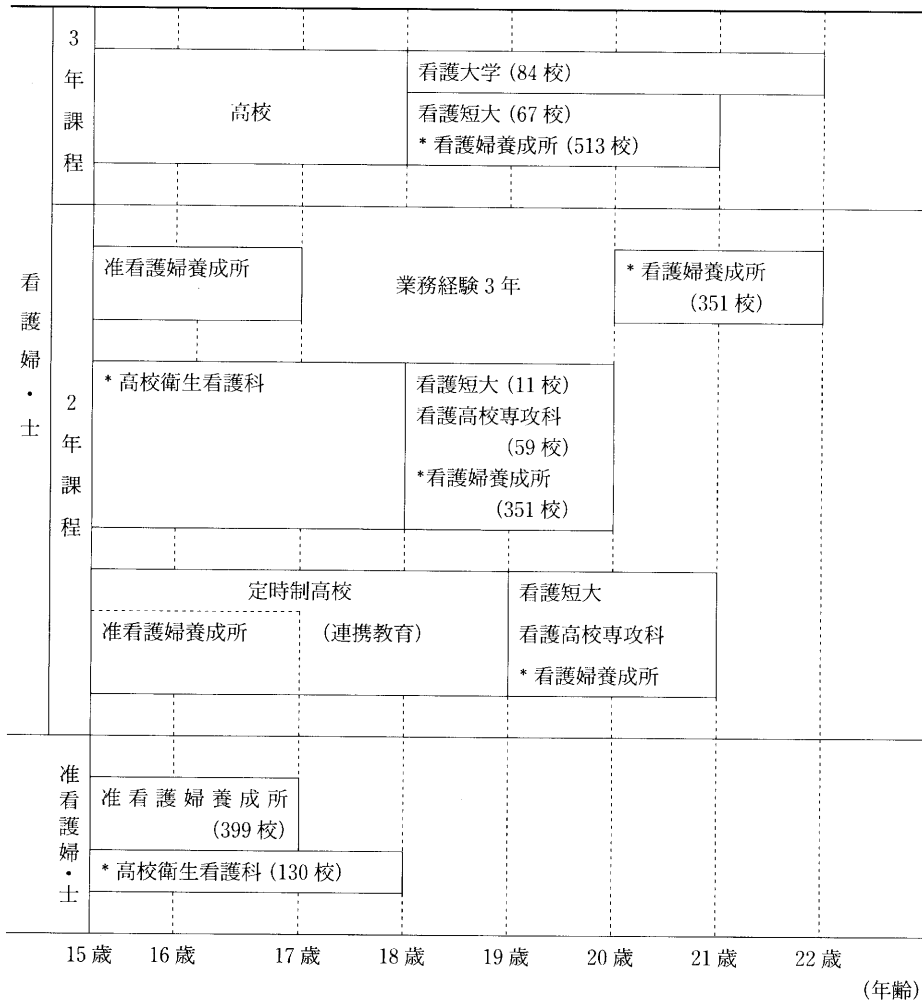 看護婦・士
3年課程
高校
看護大学 (84 校)
看護短大 (67 校)
* 看護婦養成所 (513 校)
2年課程
准看護婦養成所
業務経験 3 年
* 看護婦養成所
(351 校)
* 高校衛生看護科
看護短大 (11 校)
看護高校専攻科
(59 校)
*看護婦養成所
(351 校)
定時制高校
准看護婦養成所
(連携教育)
看護短大
看護高校専攻科
* 看護婦養成所
准看護婦・士
准看護婦養成所
(399 校)
* 高校衛生看護科 (130 校)
15 歳 16 歳 17 歳 18 歳 19 歳 20 歳 21 歳 22 歳
(年齢)